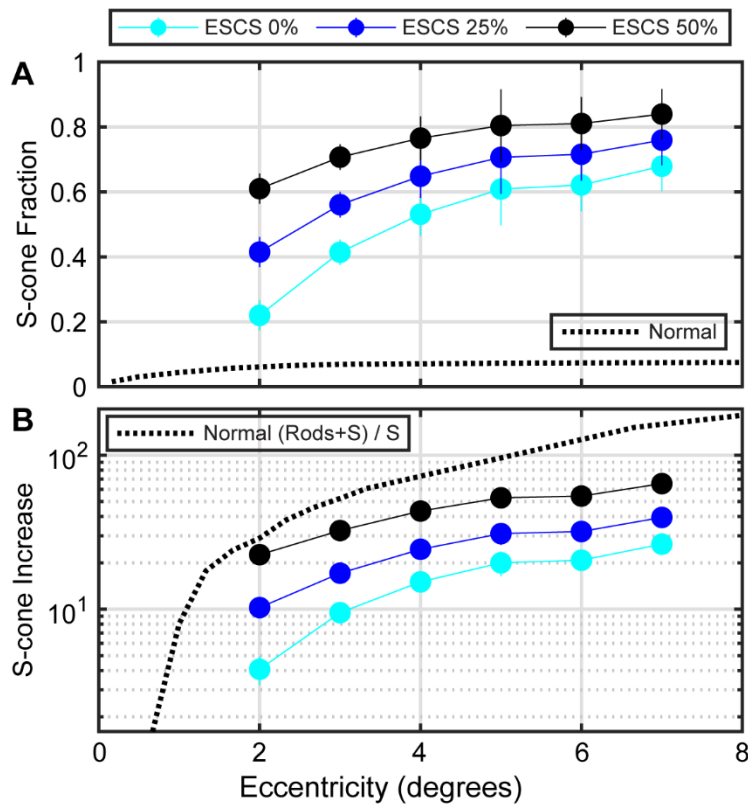 ESCS 0% ESCS 25% ESCS 50%
A
1
0.8
0.6
0.4
0.2
0
S-cone Fraction
Normal
B
Normal (Rods+S) / S
10²
10¹
S-cone Increase
0 2 4 6 8
Eccentricity (degrees)